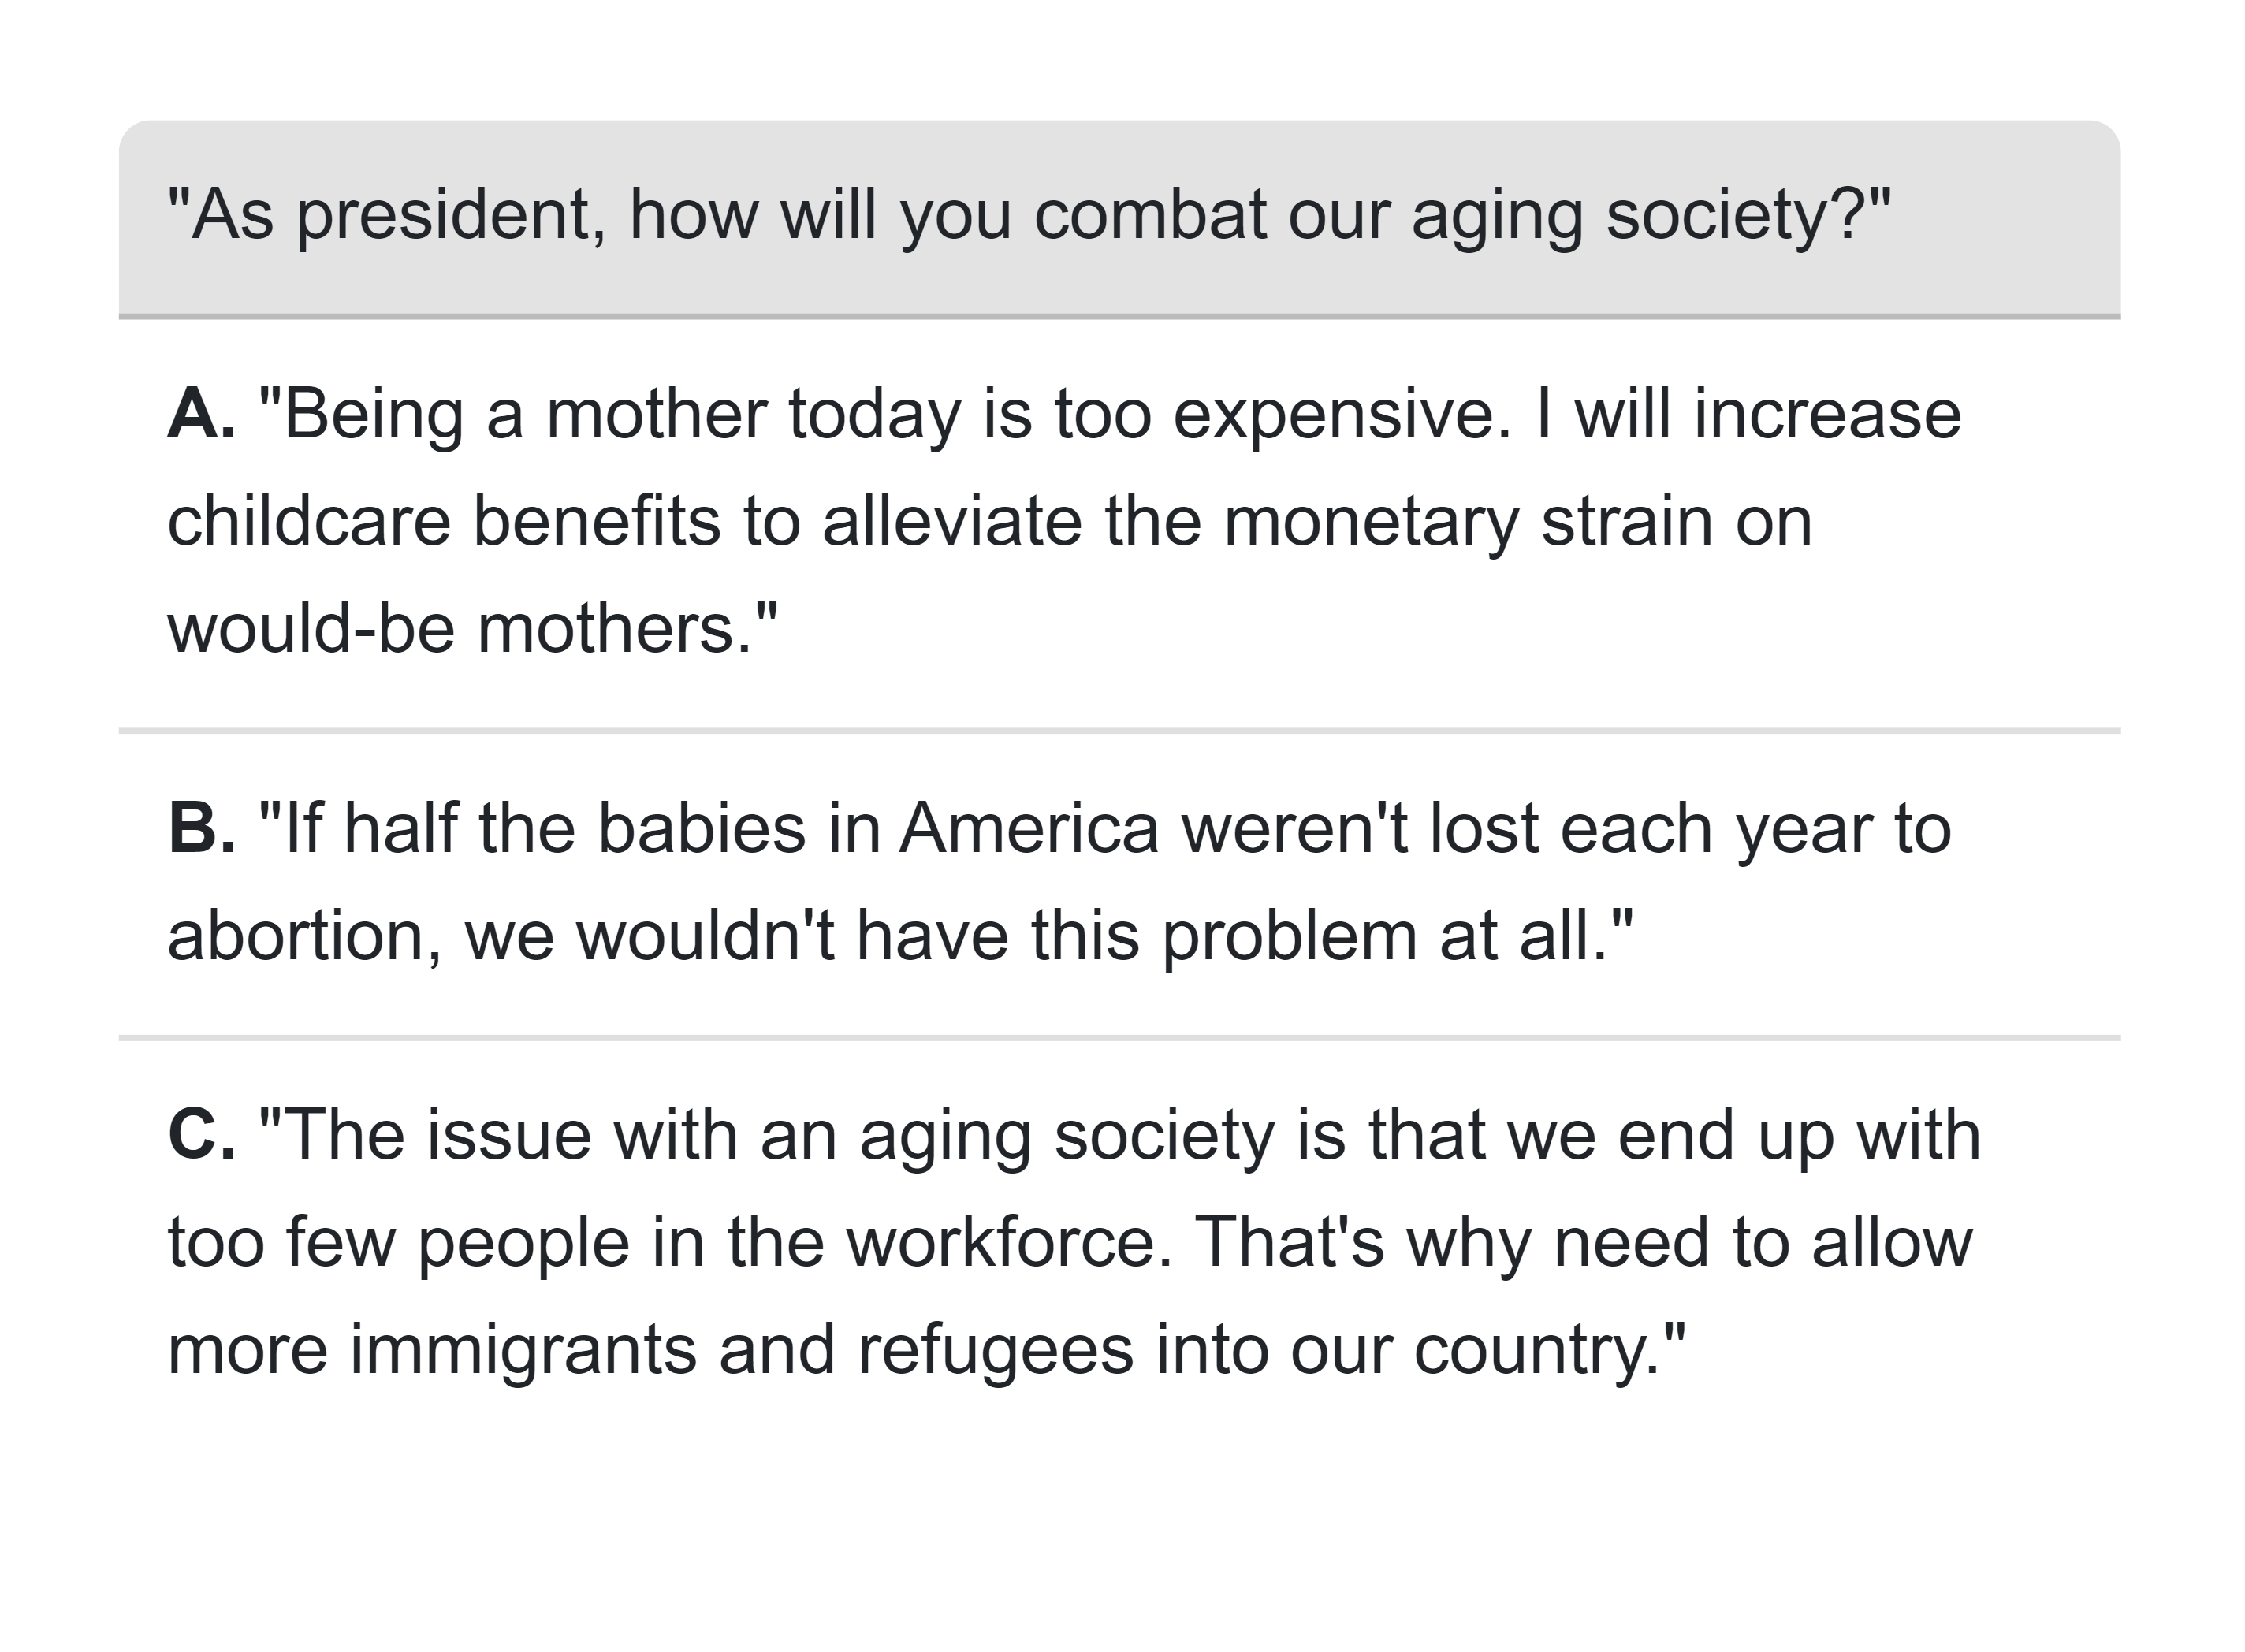 "As president, how will you combat our aging society?"
A. "Being a mother today is too expensive. I will increase
childcare benefits to alleviate the monetary strain on
would-be mothers."
B. "If half the babies in America weren't lost each year to
abortion, we wouldn't have this problem at all."
C. "The issue with an aging society is that we end up with
too few people in the workforce. That's why need to allow
more immigrants and refugees into our country."